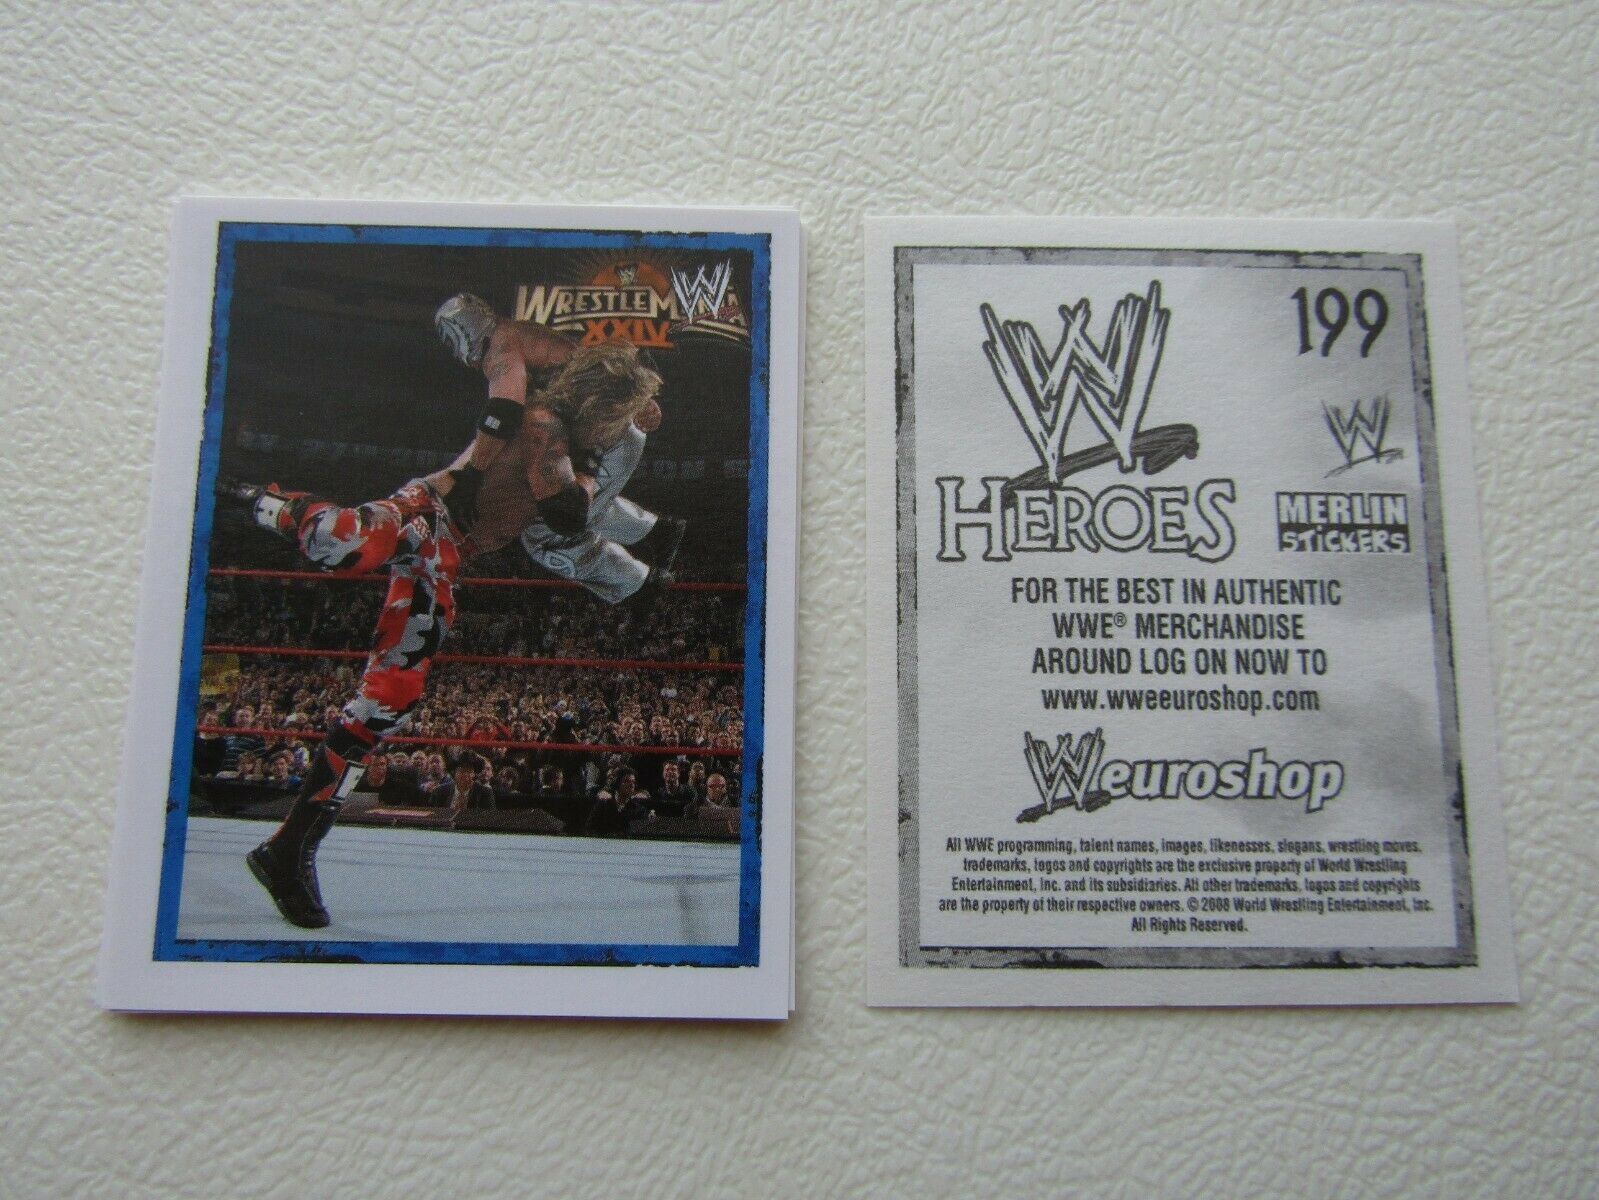 WRESTLEMANIA
XXIV
W
199
W
HEROES
W
MERLIN
STICKERS
FOR THE BEST IN AUTHENTIC
WWE® MERCHANDISE
AROUND LOG ON NOW TO
www.wweeuroshop.com
W euroshop
All WWE programming, talent names, images, likenesses, slogans, wrestling moves,
trademarks, logos and copyrights are the exclusive property of World Wrestling
Entertainment, Inc. and its subsidiaries. All other trademarks, logos and copyrights
are the property of their respective owners. © 2008 World Wrestling Entertainment, Inc.
All Rights Reserved.